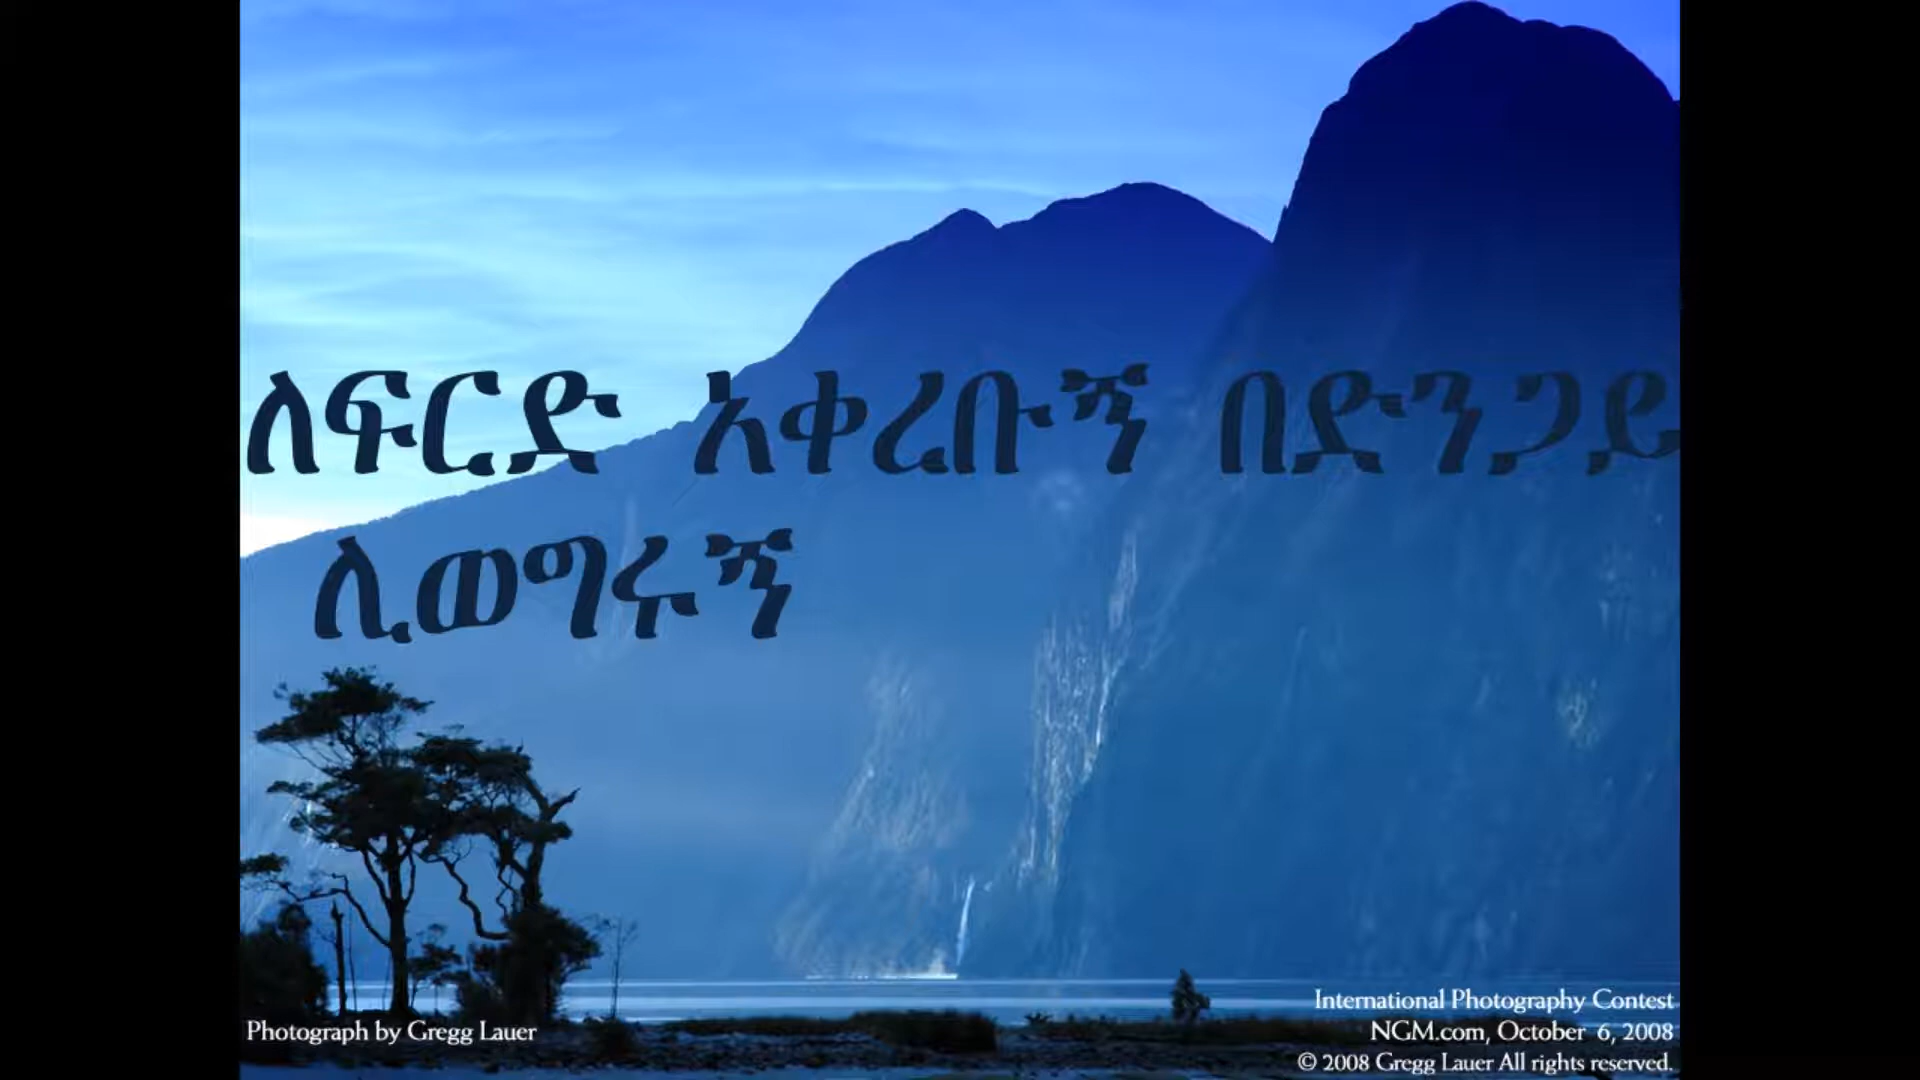 ለፍርድ አቀረቡኝ በድንጋይ
ሊወግሩኝ
Photograph by Gregg Lauer
International Photography Contest
NGM.com, October 6, 2008
© 2008 Gregg Lauer All rights reserved.